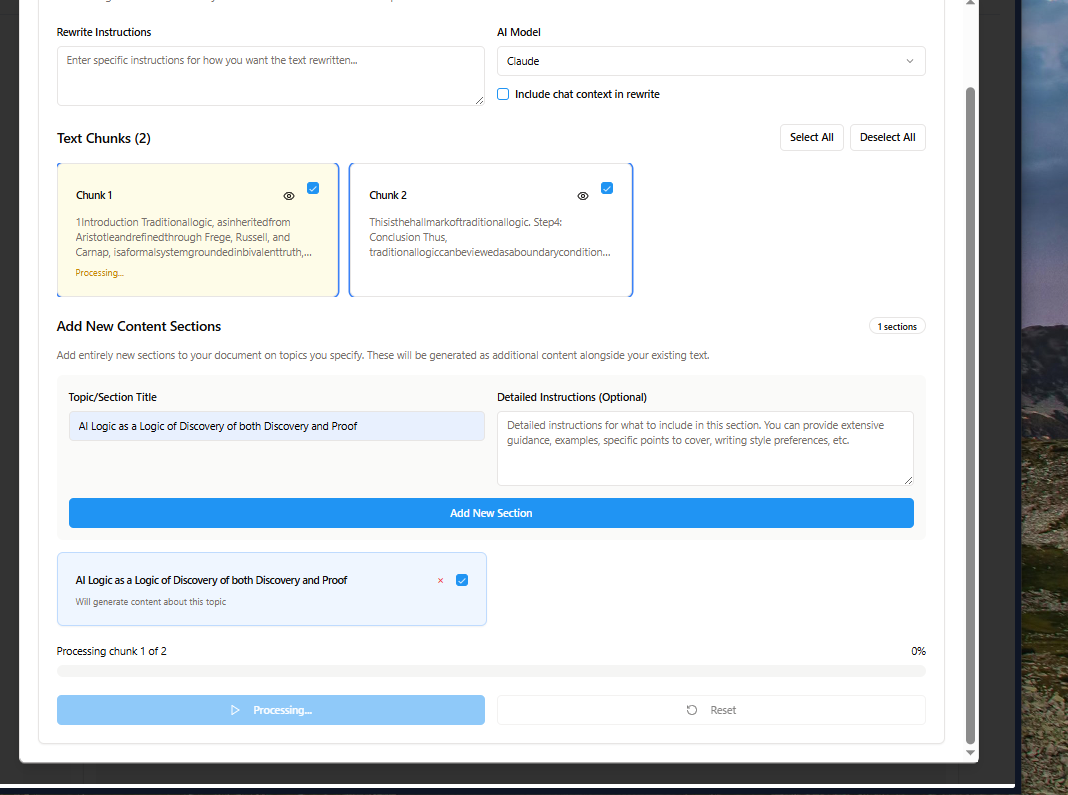 Rewrite Instructions
AI Model
Enter specific instructions for how you want the text rewritten...
Claude
Include chat context in rewrite
Text Chunks (2)
Select All
Deselect All
Chunk 1
1Introduction Traditionallogic, asinheritedfrom
Aristotleandrefinedthrough Frege, Russell, and
Carnap, isaformalsystemgroundedinbivalenttruth,...
Processing...
Chunk 2
Thisisthehallmarkoftraditionallogic. Step4:
Conclusion Thus,
traditionallogiccanbeviewedasaboundarycondition...
Add New Content Sections
1 sections
Add entirely new sections to your document on topics you specify. These will be generated as additional content alongside your existing text.
Topic/Section Title
Detailed Instructions (Optional)
AI Logic as a Logic of Discovery of both Discovery and Proof
Detailed instructions for what to include in this section. You can provide extensive
guidance, examples, specific points to cover, writing style preferences, etc.
Add New Section
AI Logic as a Logic of Discovery of both Discovery and Proof
Will generate content about this topic
Processing chunk 1 of 2
0%
Processing...
Reset